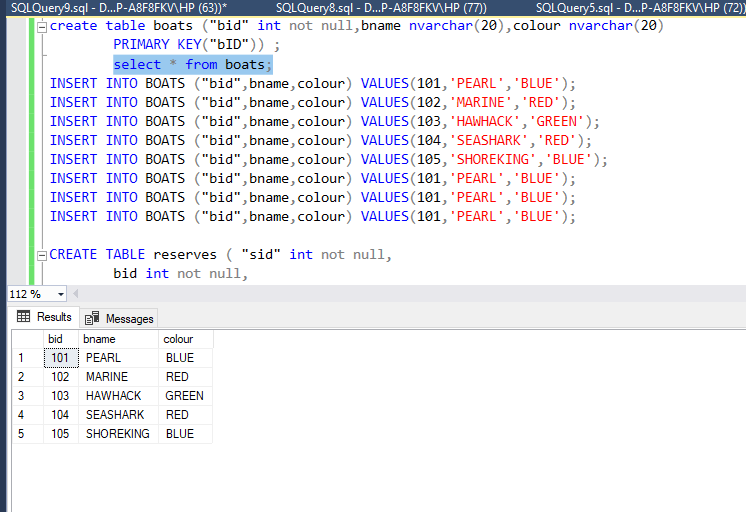 SQLQuery9.sql - D...P-A8F8FKV\HP (63))* SQLQuery8.sql - D...P-A8F8FKV\HP (77)) SQLQuery5.sql - D...P-A8F8FKV\HP (72))
create table boats ("bid" int not null,bname nvarchar(20),colour nvarchar(20)
PRIMARY KEY("bID")) ;
select * from boats;
INSERT INTO BOATS ("bid",bname,colour) VALUES(101,'PEARL','BLUE');
INSERT INTO BOATS ("bid",bname,colour) VALUES(102,'MARINE','RED');
INSERT INTO BOATS ("bid",bname,colour) VALUES(103,'HAWHACK','GREEN');
INSERT INTO BOATS ("bid",bname,colour) VALUES(104,'SEASHARK','RED');
INSERT INTO BOATS ("bid",bname,colour) VALUES(105,'SHOREKING','BLUE');
INSERT INTO BOATS ("bid",bname,colour) VALUES(101,'PEARL','BLUE');
INSERT INTO BOATS ("bid",bname,colour) VALUES(101,'PEARL','BLUE');
INSERT INTO BOATS ("bid",bname,colour) VALUES(101,'PEARL','BLUE');
CREATE TABLE reserves ( "sid" int not null,
bid int not null,
112 %
Results Messages
bid bname colour
1 101 PEARL BLUE
2 102 MARINE RED
3 103 HAWHACK GREEN
4 104 SEASHARK RED
5 105 SHOREKING BLUE